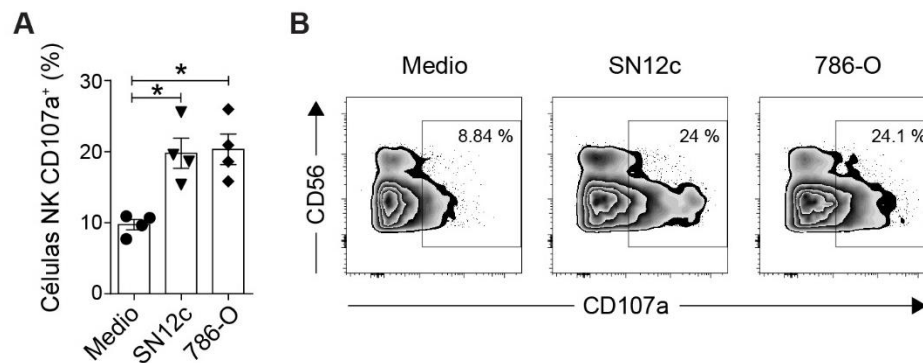 A
Células NK CD107a⁺ (%)
30
20
10
0
*
*
Medio
SN12c
786-O
B
Medio
SN12c
786-O
8.84 %
24 %
24.1 %
CD56
CD107a